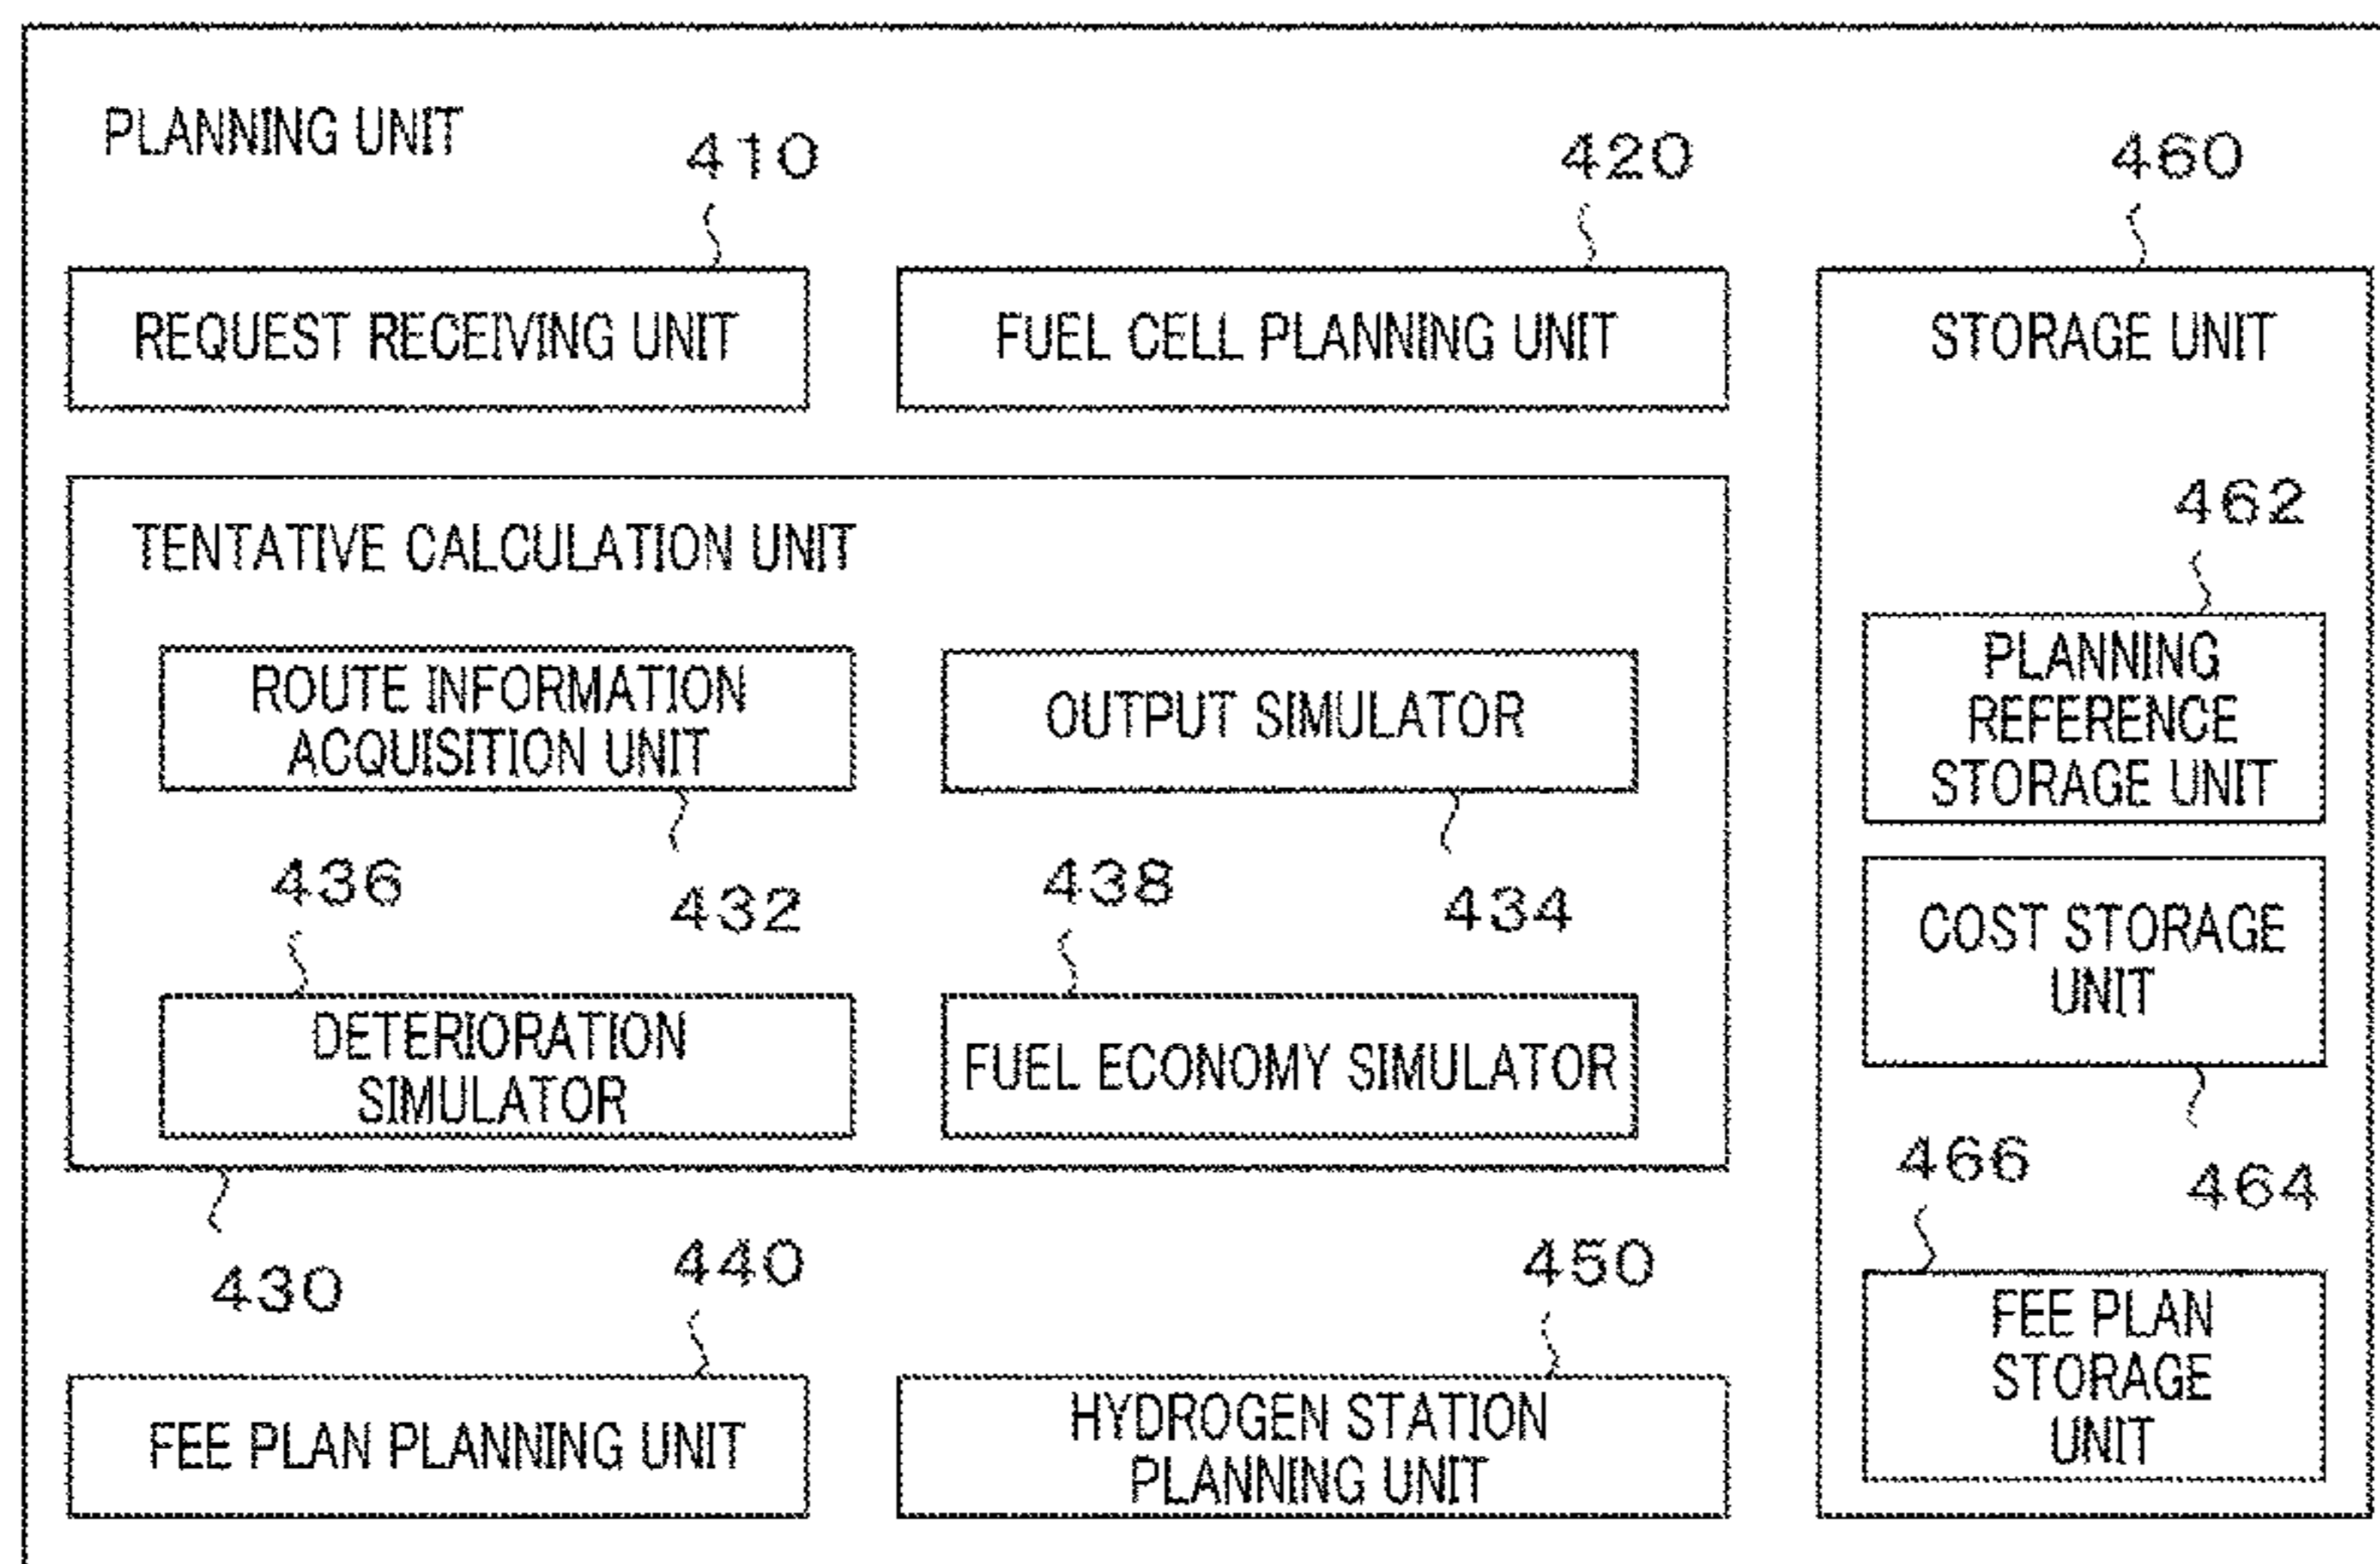 PLANNING UNIT
410
420
460
REQUEST RECEIVING UNIT
FUEL CELL PLANNING UNIT
STORAGE UNIT
TENTATIVE CALCULATION UNIT
462
ROUTE INFORMATION
ACQUISITION UNIT
OUTPUT SIMULATOR
PLANNING
REFERENCE
STORAGE UNIT
436
432
438
434
COST STORAGE
UNIT
DETERIORATION
SIMULATOR
FUEL ECONOMY SIMULATOR
466
464
430
440
450
FEE PLAN
STORAGE
UNIT
FEE PLAN PLANNING UNIT
HYDROGEN STATION
PLANNING UNIT